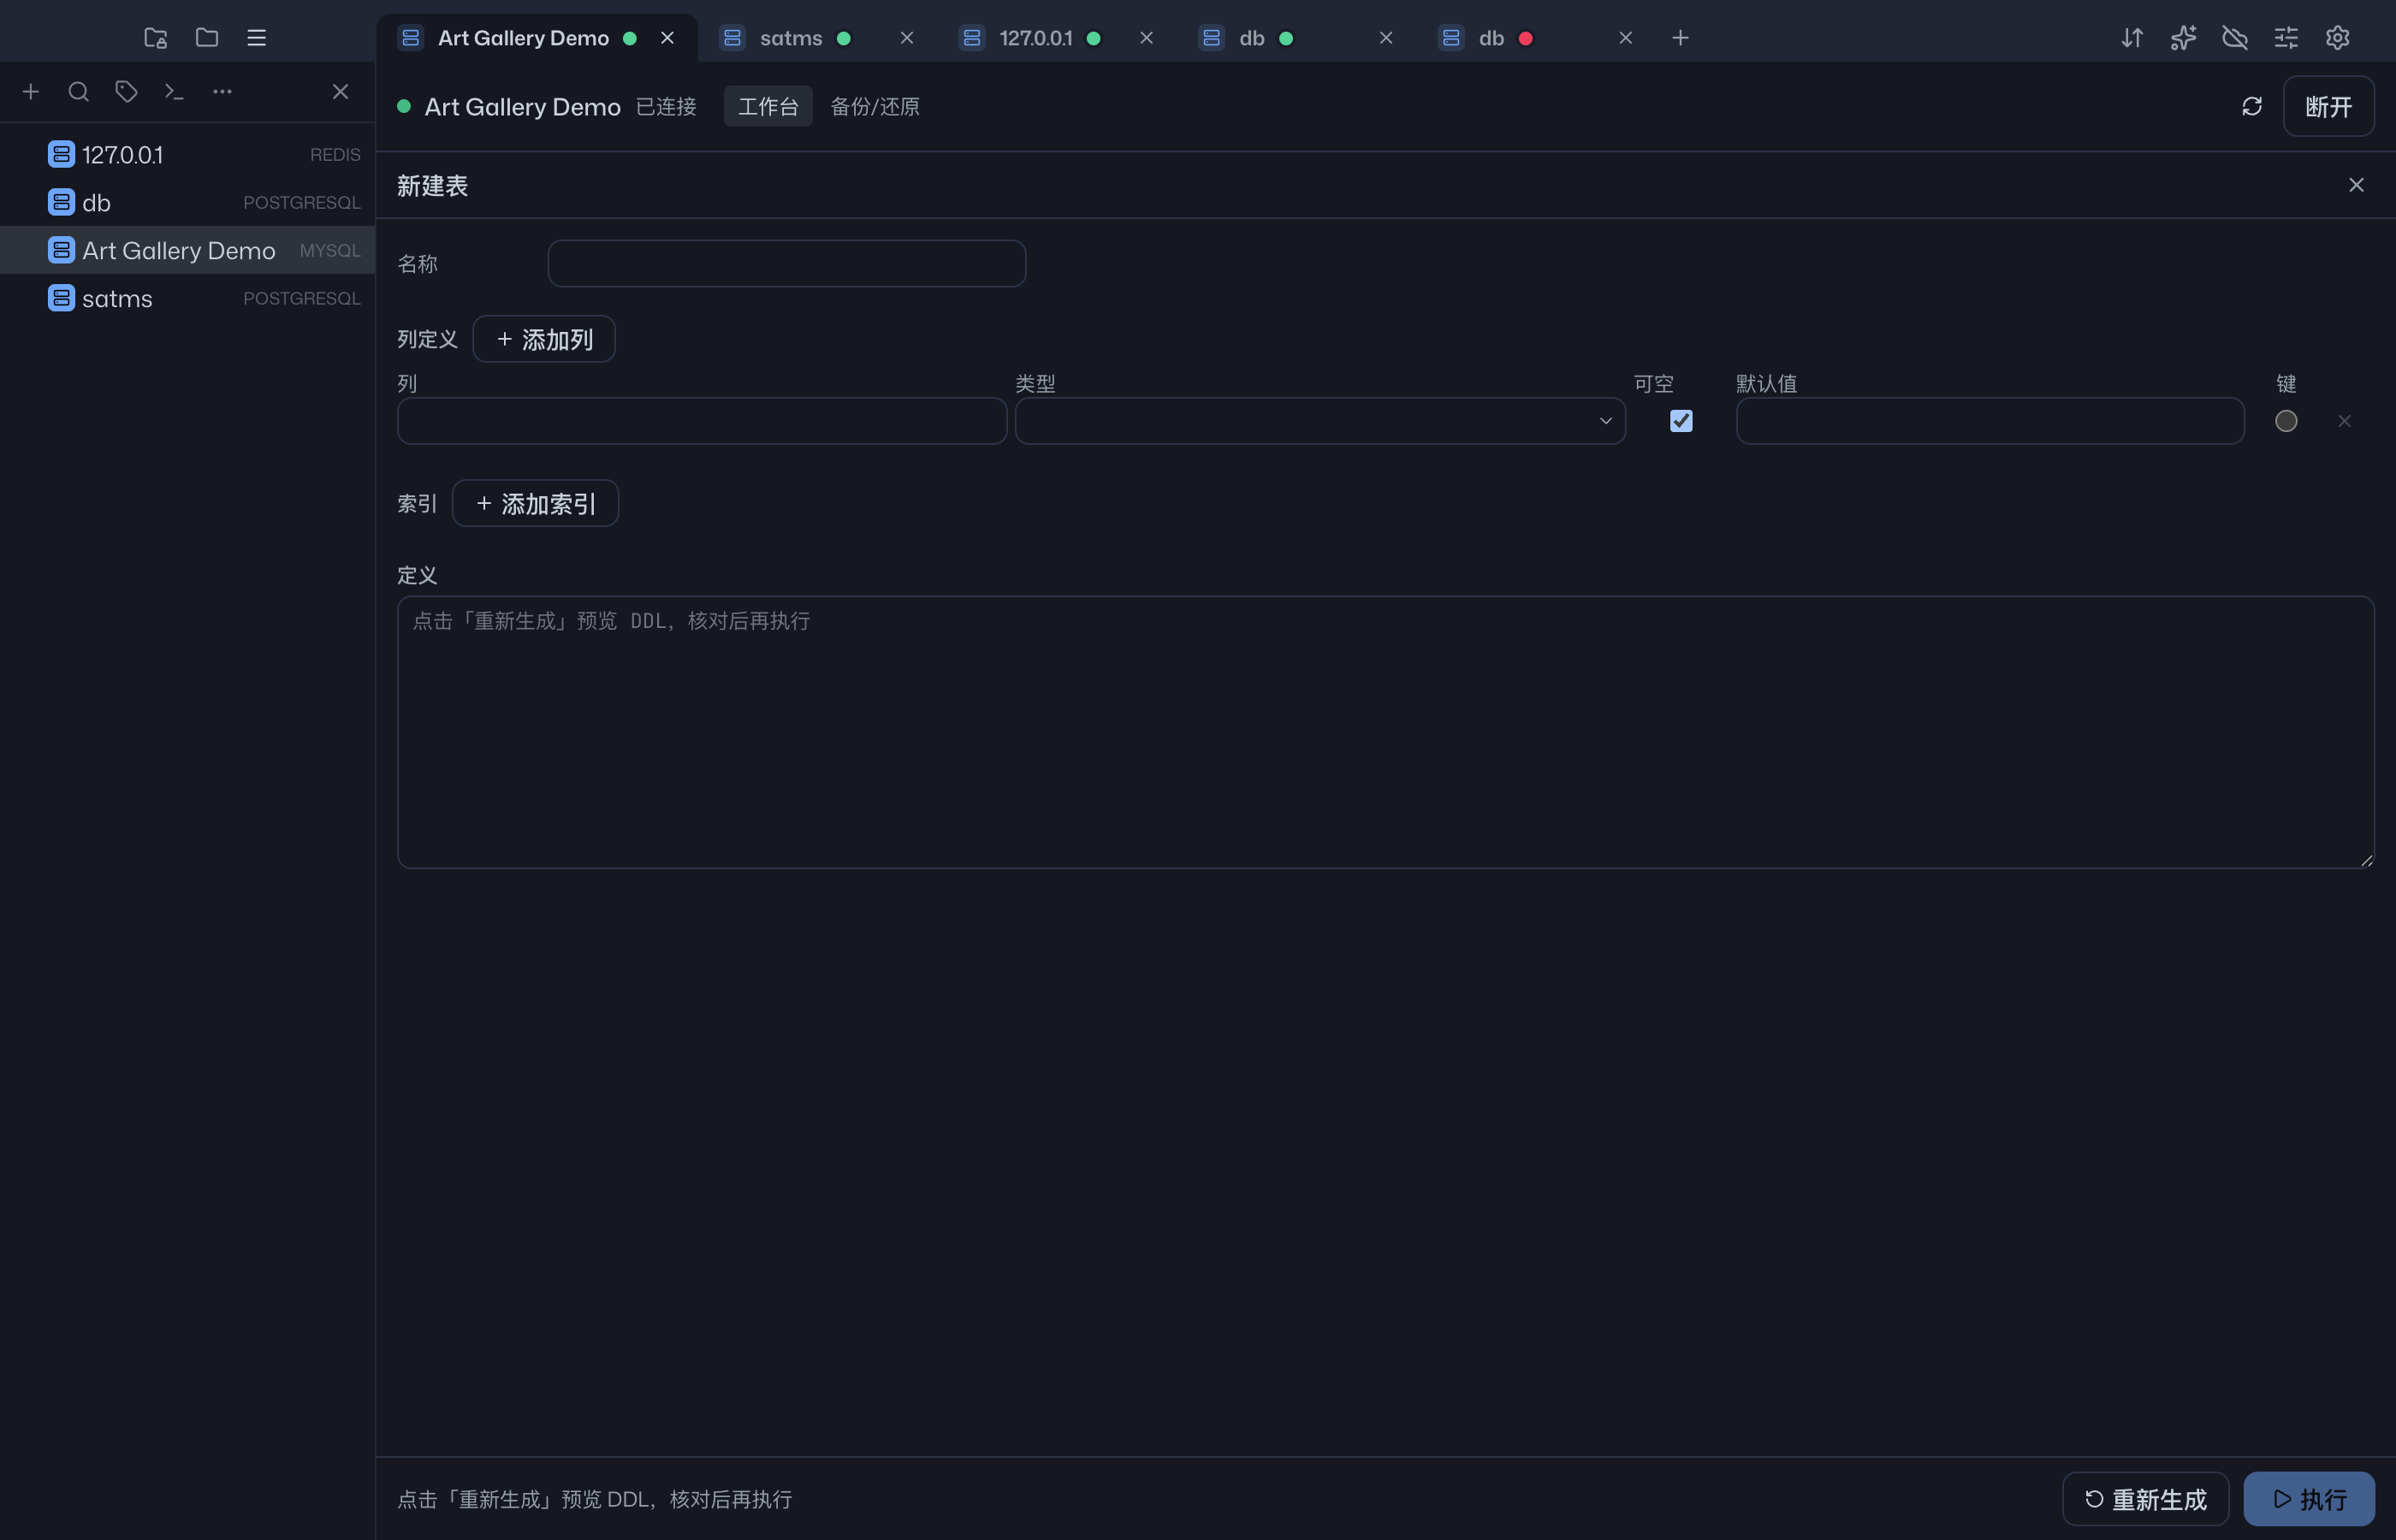 Art Gallery Demo
satms
127.0.0.1
db
db
127.0.0.1 REDIS
db POSTGRESQL
Art Gallery Demo MYSQL
satms POSTGRESQL
Art Gallery Demo 已连接 工作台 备份/还原 断开
新建表
名称
列定义 添加列
列 类型 可空 默认值 键
索引 添加索引
定义
点击「重新生成」预览 DDL，核对后再执行
点击「重新生成」预览 DDL，核对后再执行 重新生成 执行